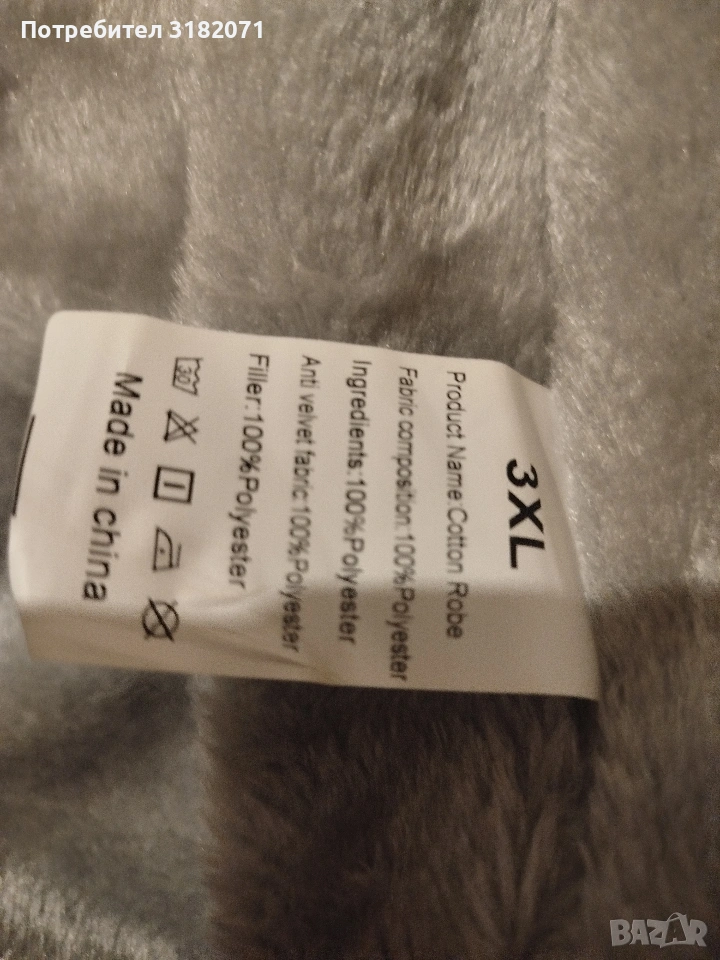 Потребител 3182071
3XL
Product Name:Cotton Robe
Fabric composition:100%Polyester
Ingredients:100%Polyester
Anti velvet fabric:100%Polyester
Filler:100%Polyester
30
Made in china
BAZAR